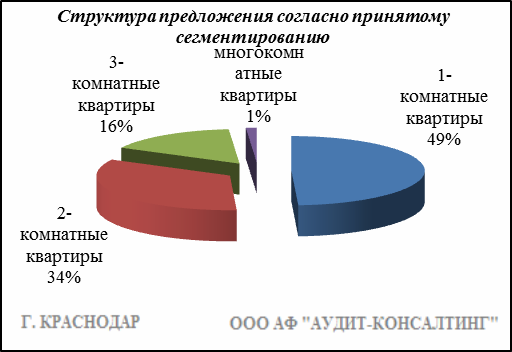 Структура предложения согласно принятому
сегментированию
многокомн
атные
квартиры
1%
1-
комнатные
квартиры
49%
2-
комнатные
квартиры
34%
3-
комнатные
квартиры
16%
Г. КРАСНОДАР
ООО АФ "АУДИТ-КОНСАЛТИНГ"